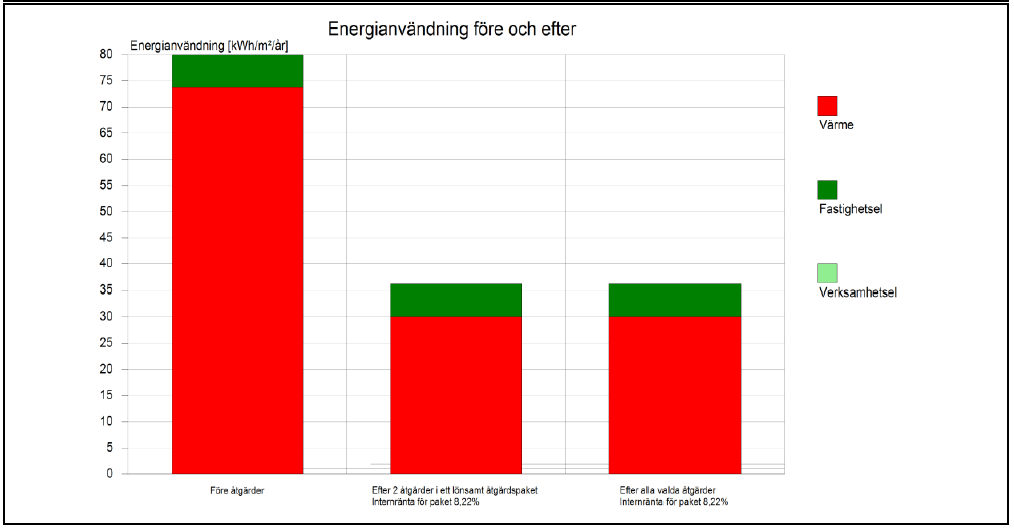 Energianvändning före och efter
Energianvändning [kWh/m²/år]
80
75
70
65
60
55
50
45
40
35
30
25
20
15
10
5
0
Värme
Fastighetsel
Verksamhetsel
Före åtgärder
Efter 2 åtgärder i ett lönsamt åtgärdspaket
Internränta för paket 8,22%
Efter alla valda åtgärder
Internränta för paket 8,22%